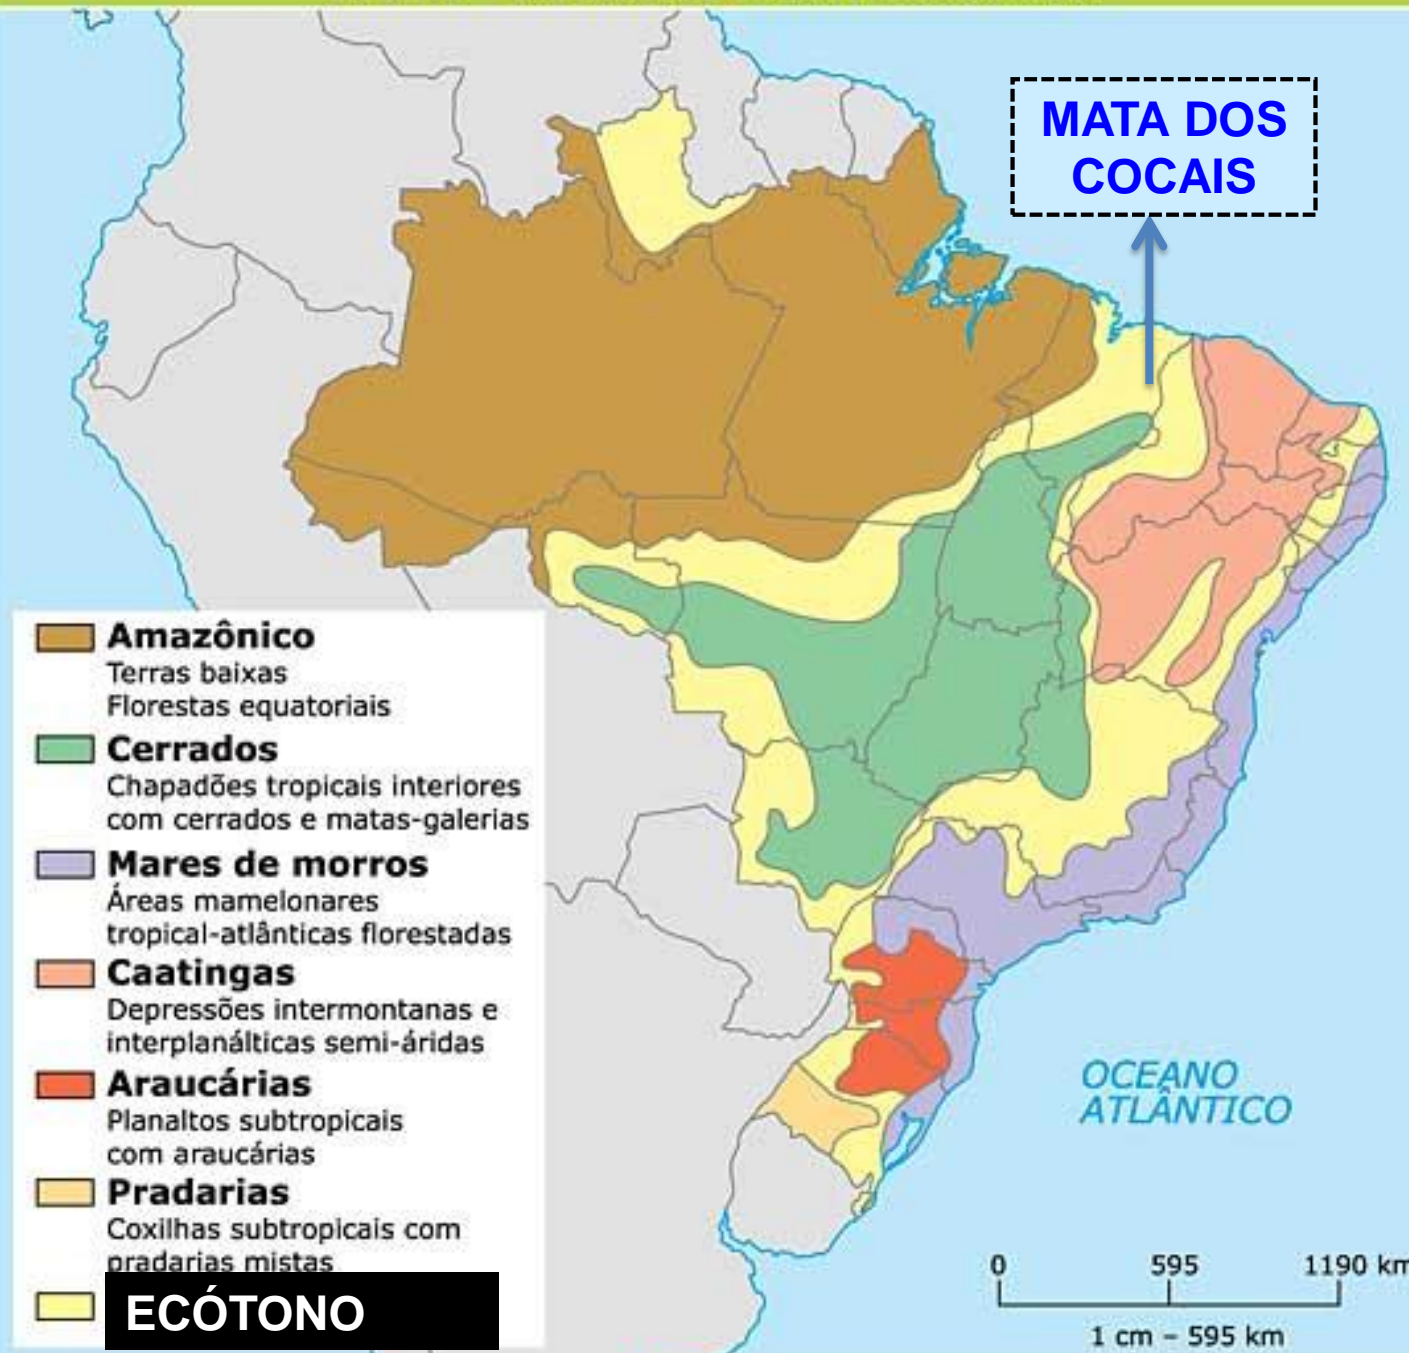 MATA DOS
COCAIS
Amazônico
Terras baixas
Florestas equatoriais
Cerrados
Chapadões tropicais interiores
com cerrados e matas-galerias
Mares de morros
Áreas mamelonares
tropical-atlânticas florestadas
Caatingas
Depressões intermontanas e
interplanálticas semi-áridas
Araucárias
Planaltos subtropicais
com araucárias
Pradarias
Coxilhas subtropicais com
pradarias mistas
ECÓTONO
OCEANO
ATLÂNTICO
0 595 1190 km
1 cm – 595 km